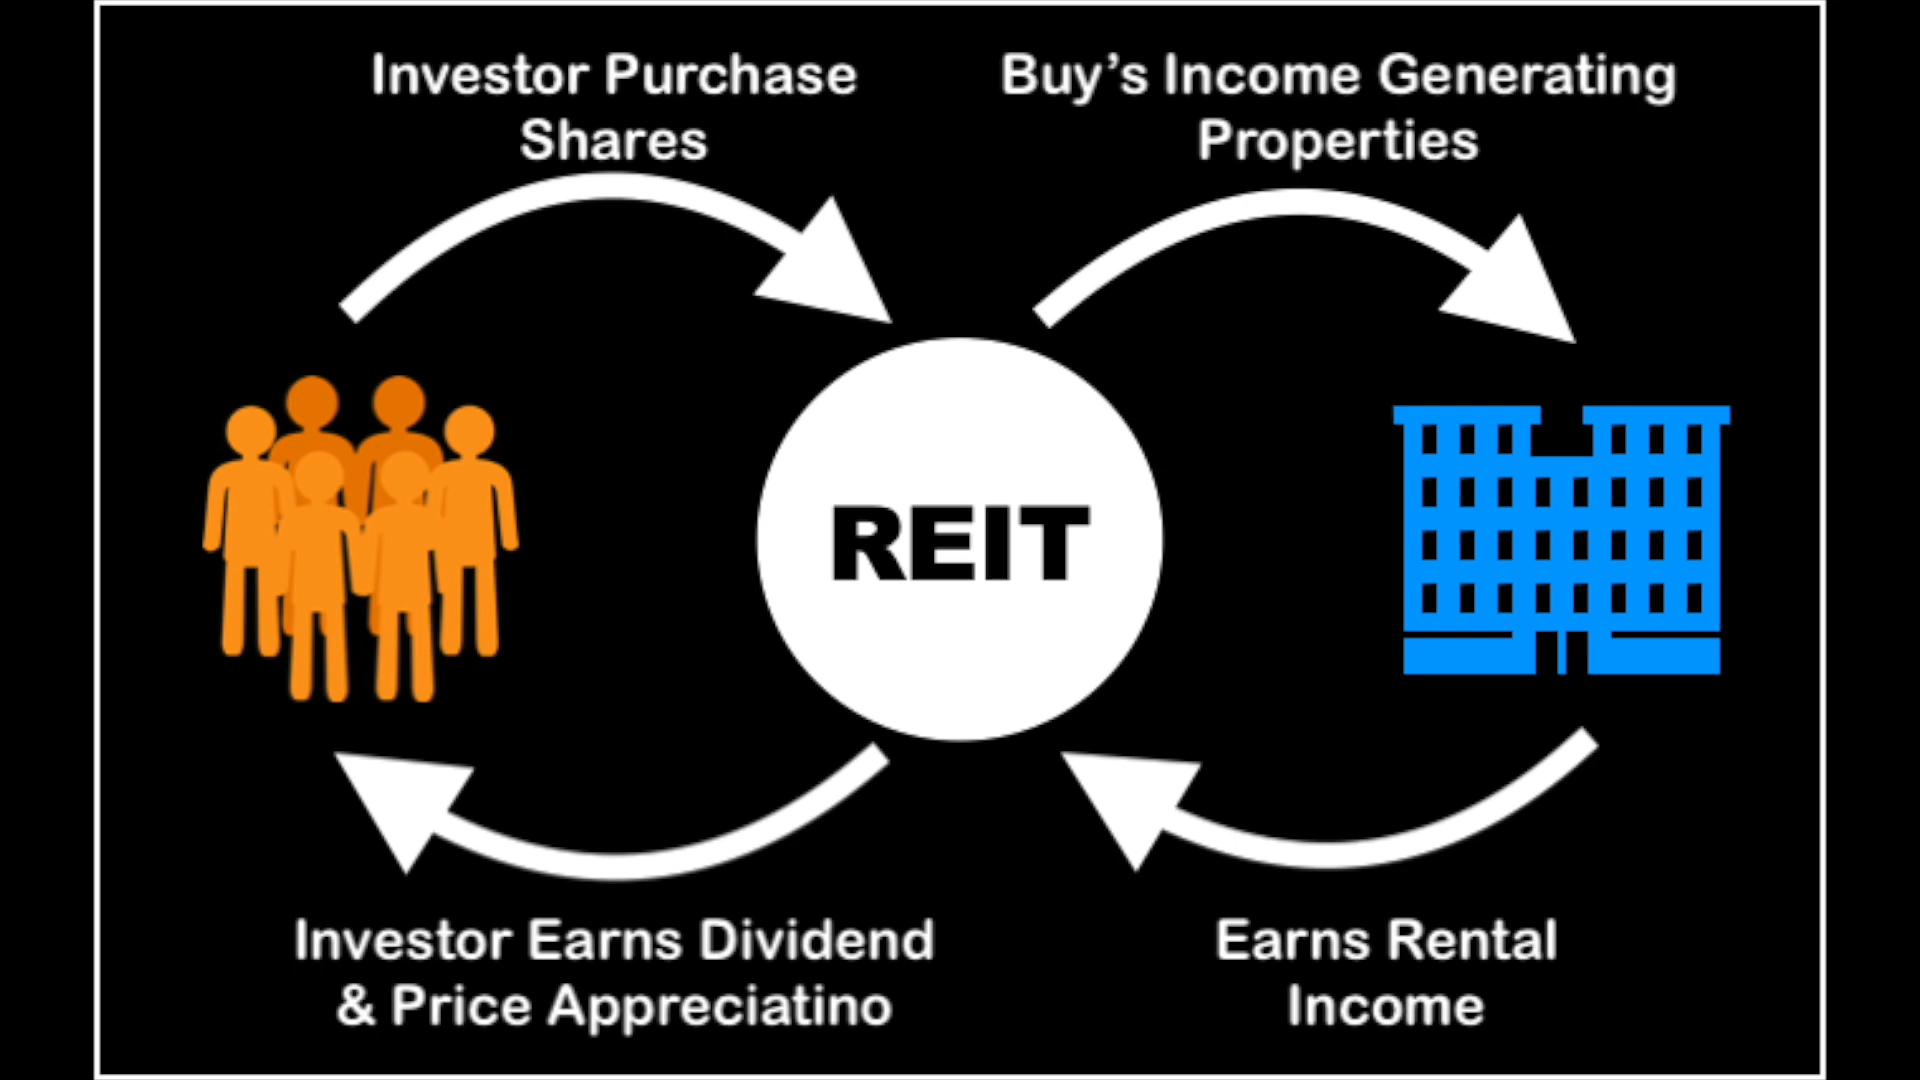 Investor Purchase
Shares
Buy’s Income Generating
Properties
REIT
Investor Earns Dividend
& Price Appreciatino
Earns Rental
Income